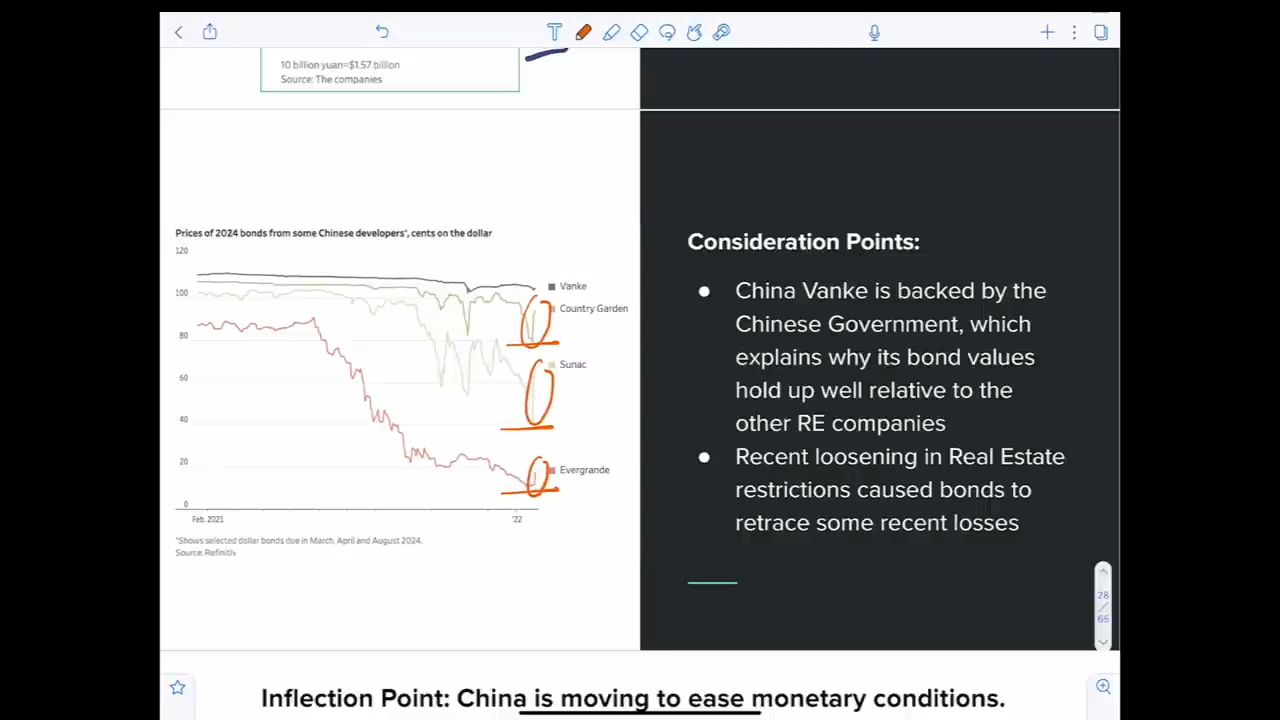 10 billion yuan=$1.57 billion
Source: The companies
Prices of 2024 bonds from some Chinese developers*, cents on the dollar
120
100
80
60
40
20
0
Vanke
Country Garden
Sunac
Evergrande
Feb. 2021
'22
*Shows selected dollar bonds due in March, April and August 2024.
Source: Refinitiv
Consideration Points:
● China Vanke is backed by the
Chinese Government, which
explains why its bond values
hold up well relative to the
other RE companies
● Recent loosening in Real Estate
restrictions caused bonds to
retrace some recent losses
28
/
65
Inflection Point: China is moving to ease monetary conditions.